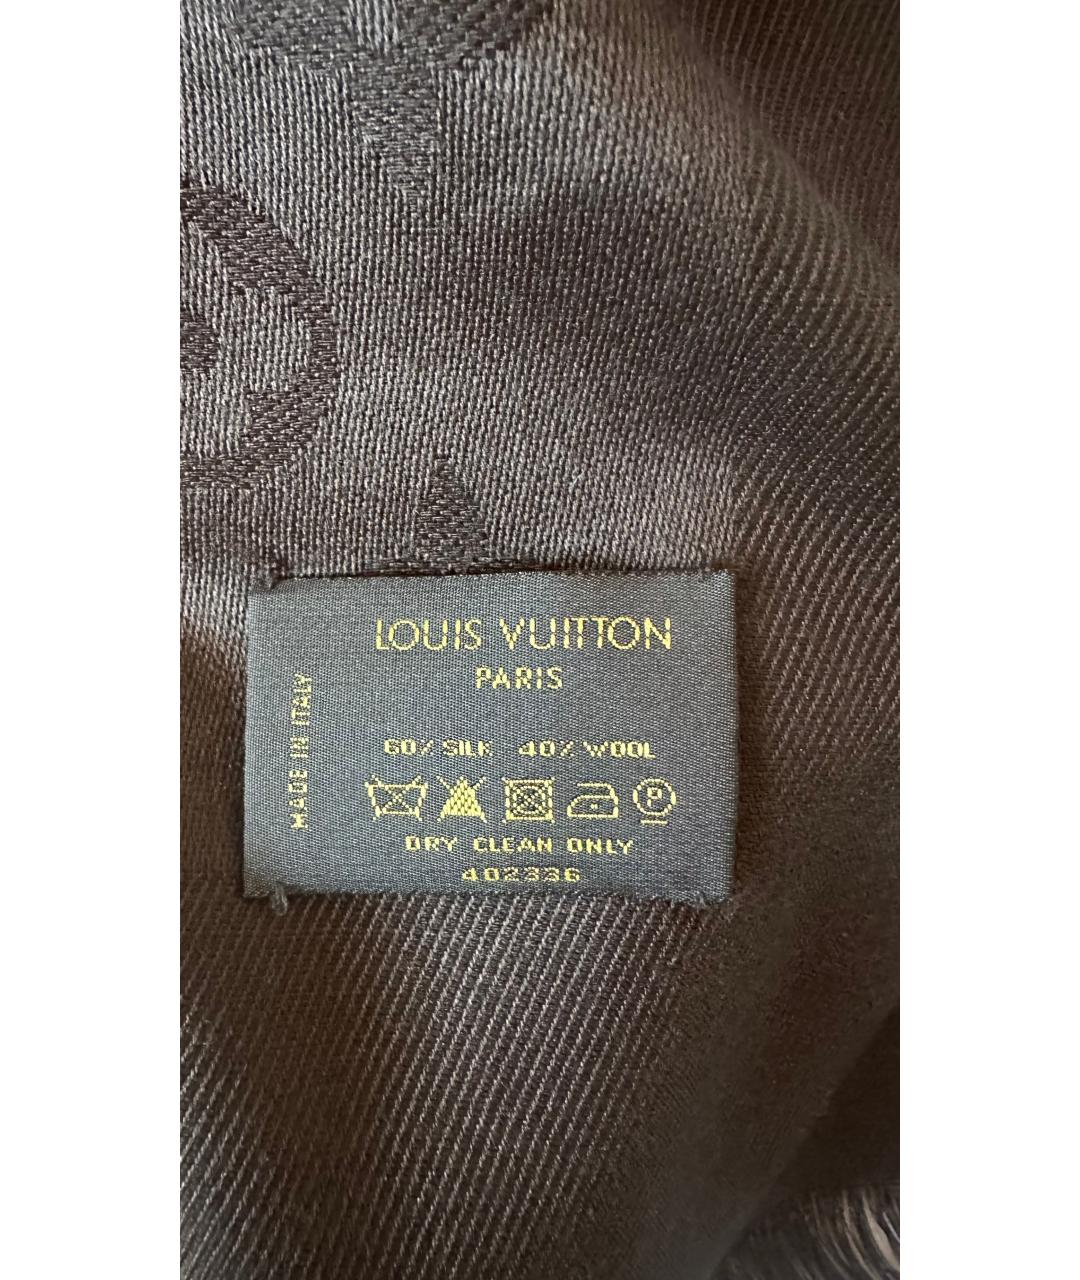 LOUIS VUITTON
PARIS
MADE IN ITALY
60% SILK 40% WOOL
P
DRY CLEAN ONLY
402336